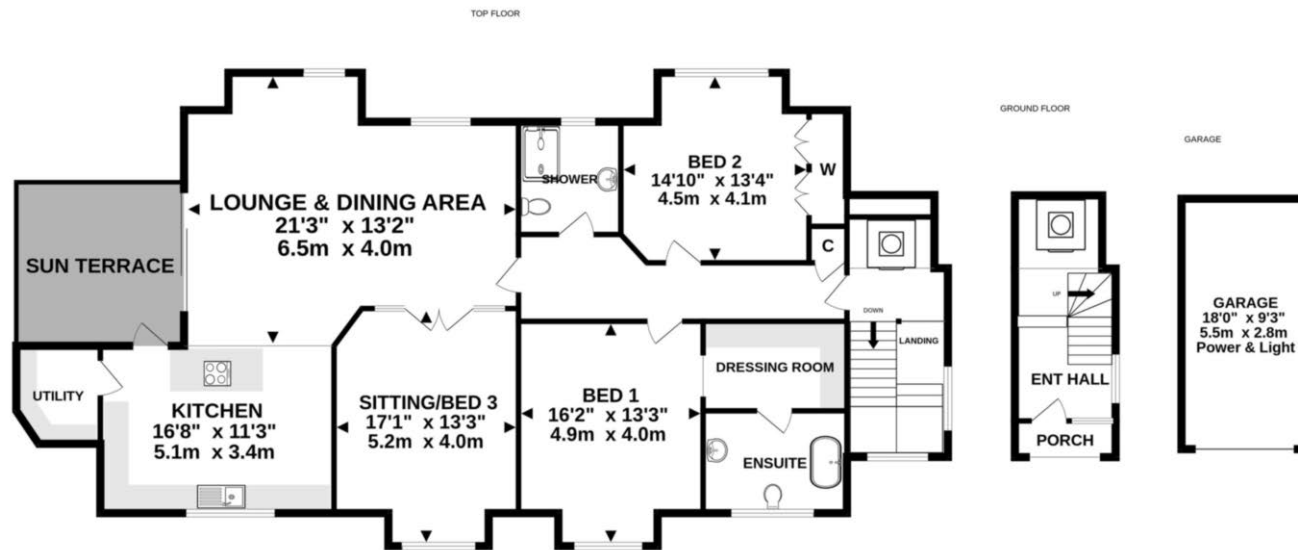 TOP FLOOR
LOUNGE & DINING AREA
21'3" x 13'2"
6.5m x 4.0m
SUN TERRACE
SHOWER
BED 2
14'10" x 13'4"
4.5m x 4.1m
W
C
UTILITY
KITCHEN
16'8" x 11'3"
5.1m x 3.4m
SITTING/BED 3
17'1" x 13'3"
5.2m x 4.0m
BED 1
16'2" x 13'3"
4.9m x 4.0m
DRESSING ROOM
ENSUITE
DOWN
LANDING
GROUND FLOOR
UP
ENT HALL
PORCH
GARAGE
GARAGE
18'0" x 9'3"
5.5m x 2.8m
Power & Light